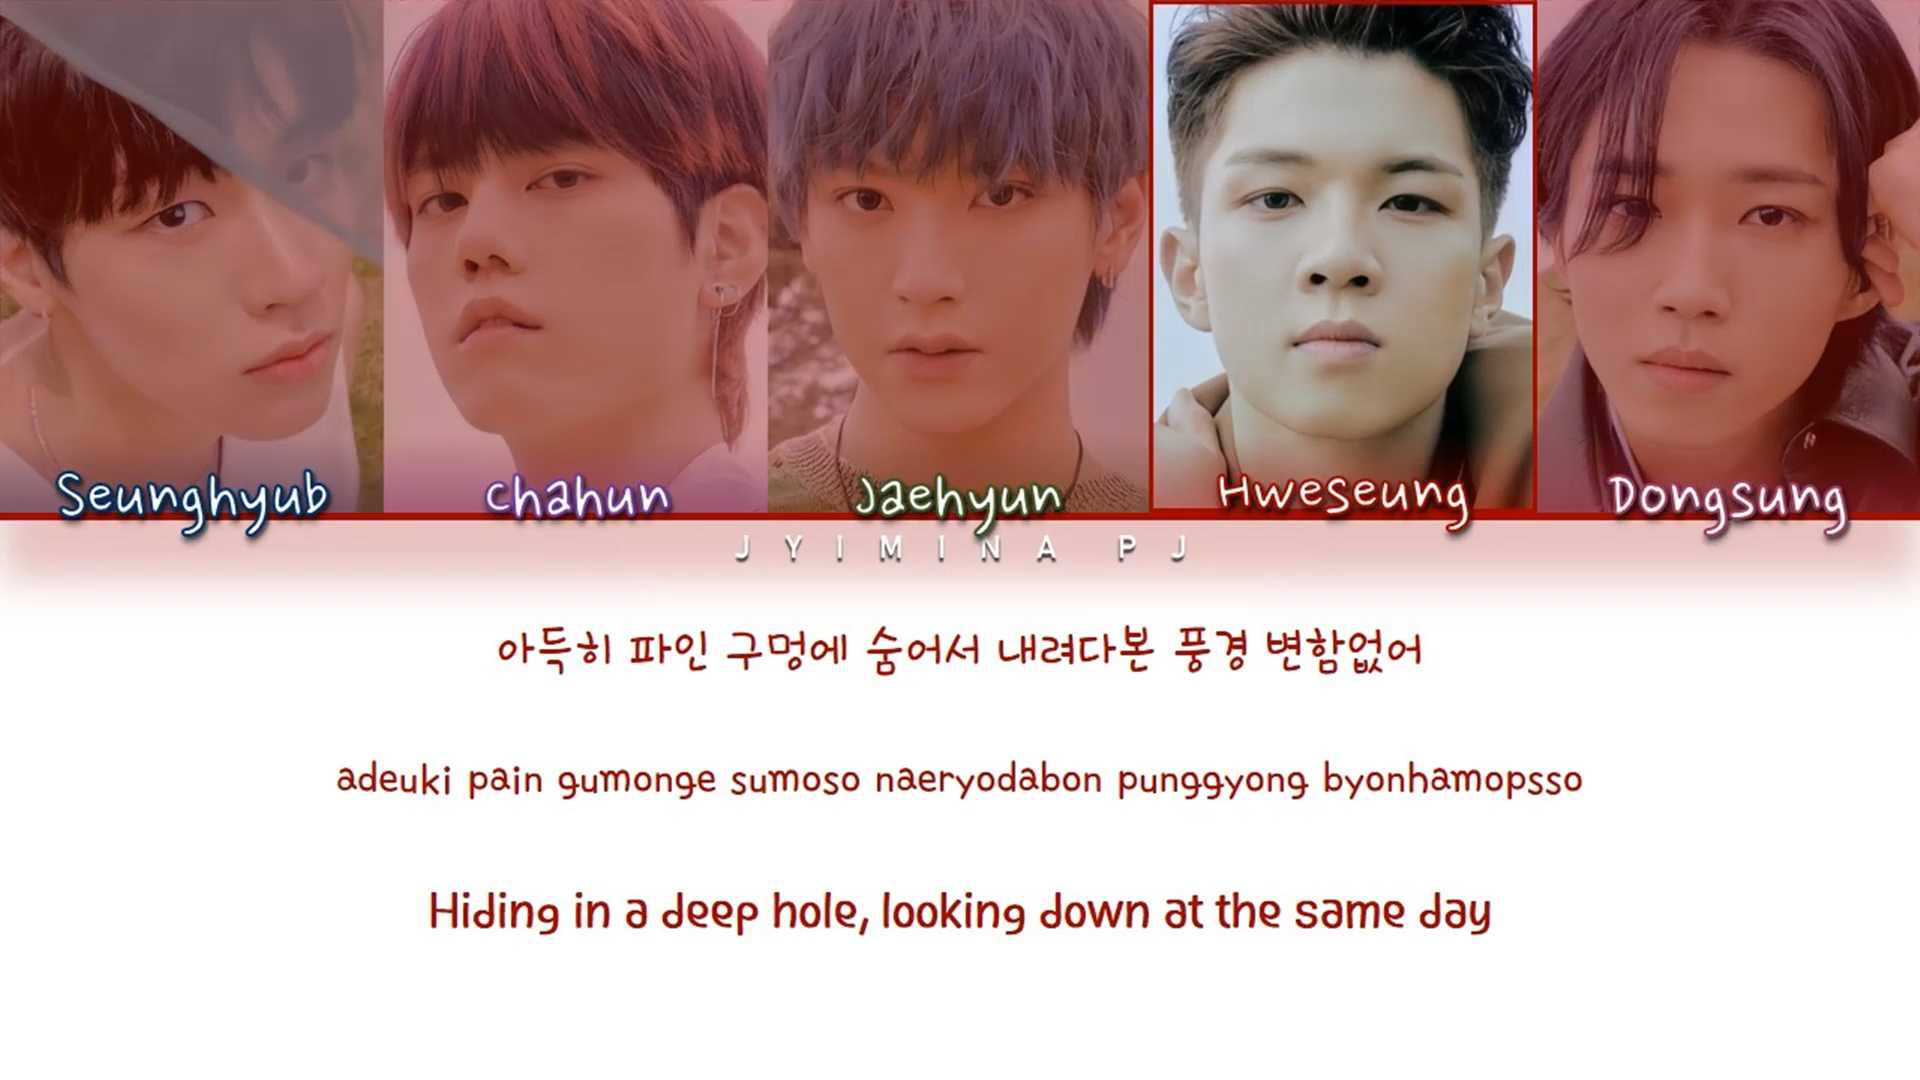 Seunghyub
Chahun
Jaehyun
Hweseung
Dongsung
JYIMINA PJ
아득히 파인 구멍에 숨어서 내려다본 풍경 변함없어
adeuki pain gumonge sumoso naeryodabon punggyong byonhamopsso
Hiding in a deep hole, looking down at the same day